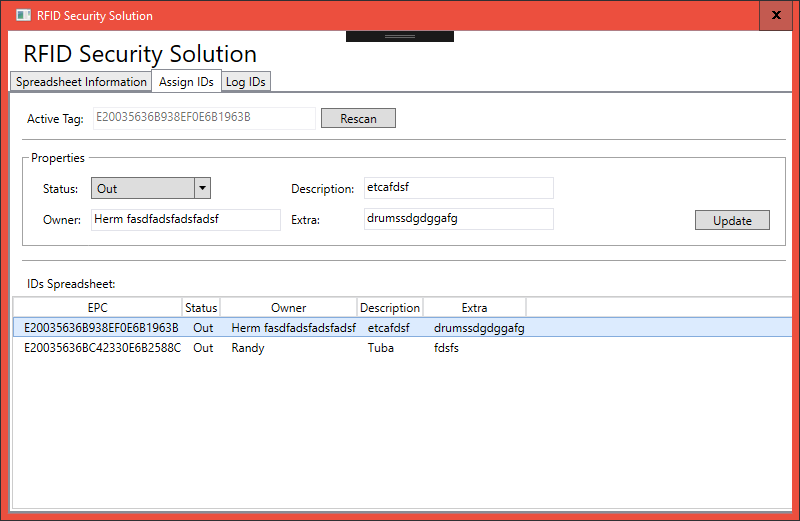 RFID Security Solution
RFID Security Solution
Spreadsheet Information Assign IDs Log IDs
Active Tag: E20035636B938EF0E6B1963B Rescan
Properties
Status: Out Description: etcafdsf
Owner: Herm fasdfadsfadsfadsf Extra: drumssdgdggafg Update
IDs Spreadsheet:
EPC Status Owner Description Extra
E20035636B938EF0E6B1963B Out Herm fasdfadsfadsfadsf etcafdsf drumssdgdggafg
E20035636BC42330E6B2588C Out Randy Tuba fdsfs